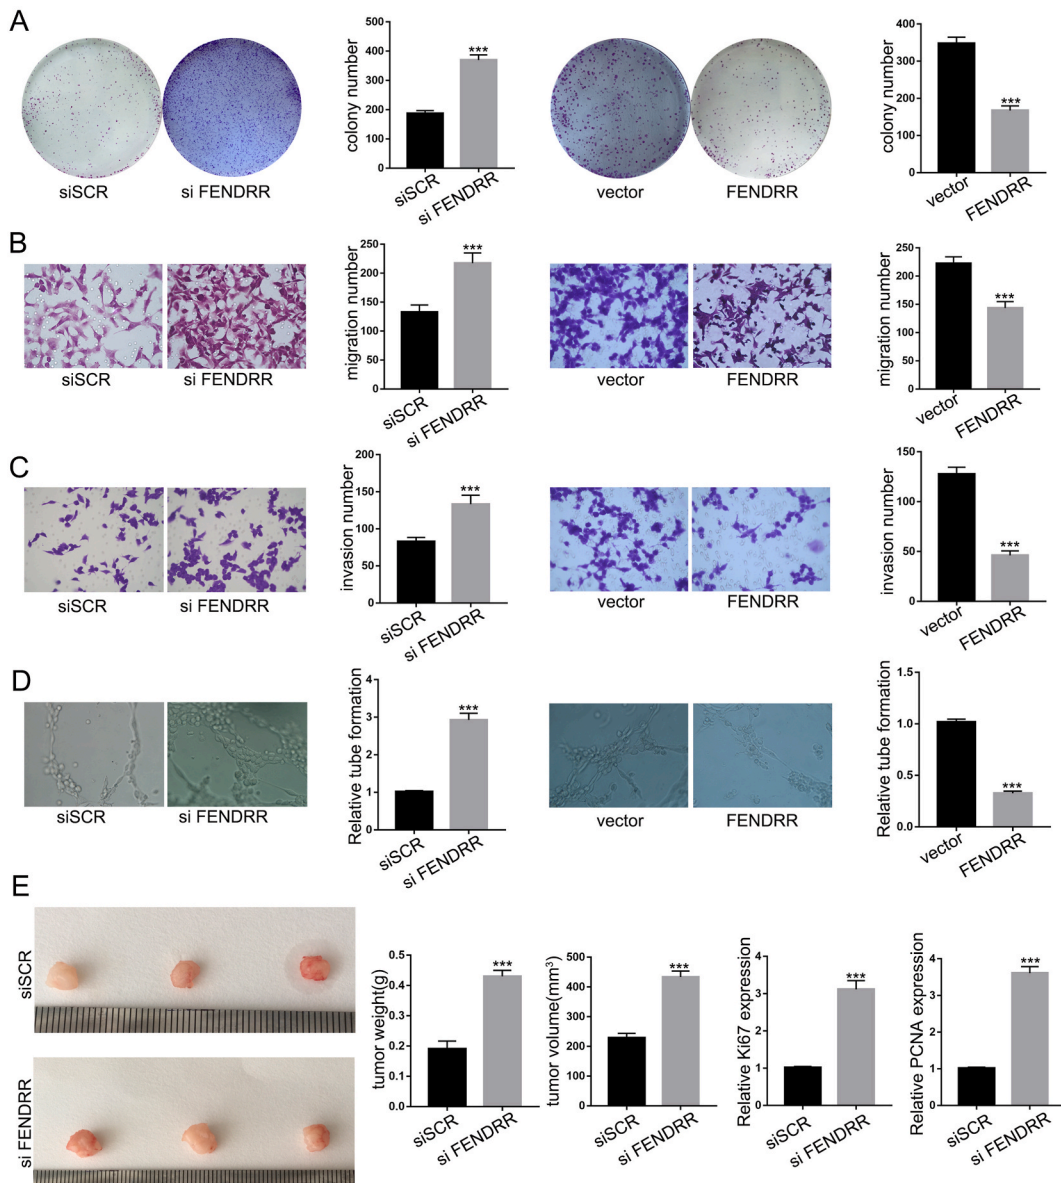 A
siSCR
si FENDRR
colony number
500
400
300
200
100
0
***
siSCR
si FENDRR
vector
FENDRR
colony number
400
300
200
100
0
***
vector
FENDRR
B
siSCR
si FENDRR
migration number
250
200
150
100
50
0
***
siSCR
si FENDRR
vector
FENDRR
migration number
250
200
150
100
50
0
***
vector
FENDRR
C
siSCR
si FENDRR
invasion number
200
150
100
50
0
***
siSCR
si FENDRR
vector
FENDRR
invasion number
150
100
50
0
***
vector
FENDRR
D
siSCR
si FENDRR
Relative tube formation
4
3
2
1
0
***
siSCR
si FENDRR
vector
FENDRR
Relative tube formation
1.5
1.0
0.5
0.0
***
vector
FENDRR
E
siSCR
si FENDRR
tumor weight(g)
0.5
0.4
0.3
0.2
0.1
0.0
***
siSCR
si FENDRR
tumor volume(mm³)
500
400
300
200
100
0
***
siSCR
si FENDRR
Relative Ki67 expression
4
3
2
1
0
***
siSCR
si FENDRR
Relative PCNA expression
4
3
2
1
0
***
siSCR
si FENDRR